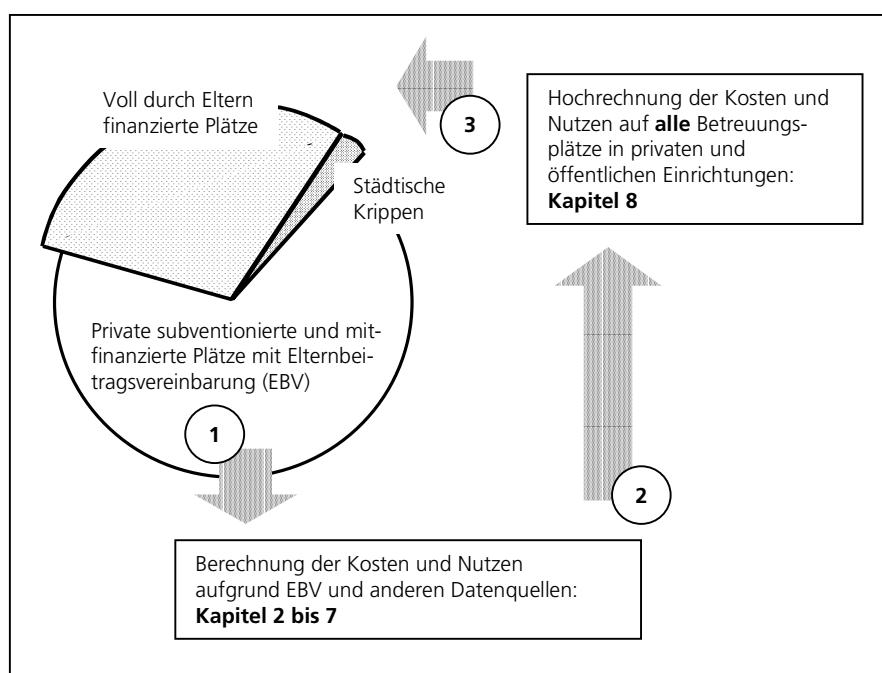 Voll durch Eltern
finanzierte Plätze
3
Hochrechnung der Kosten und
Nutzen auf alle Betreuungs-
plätze in privaten und
öffentlichen Einrichtungen:
Kapitel 8
Städtische
Krippen
Private subventionierte und mit-
finanzierte Plätze mit Elternbei-
tragsvereinbarung (EBV)
1
2
Berechnung der Kosten und Nutzen
aufgrund EBV und anderen Datenquellen:
Kapitel 2 bis 7